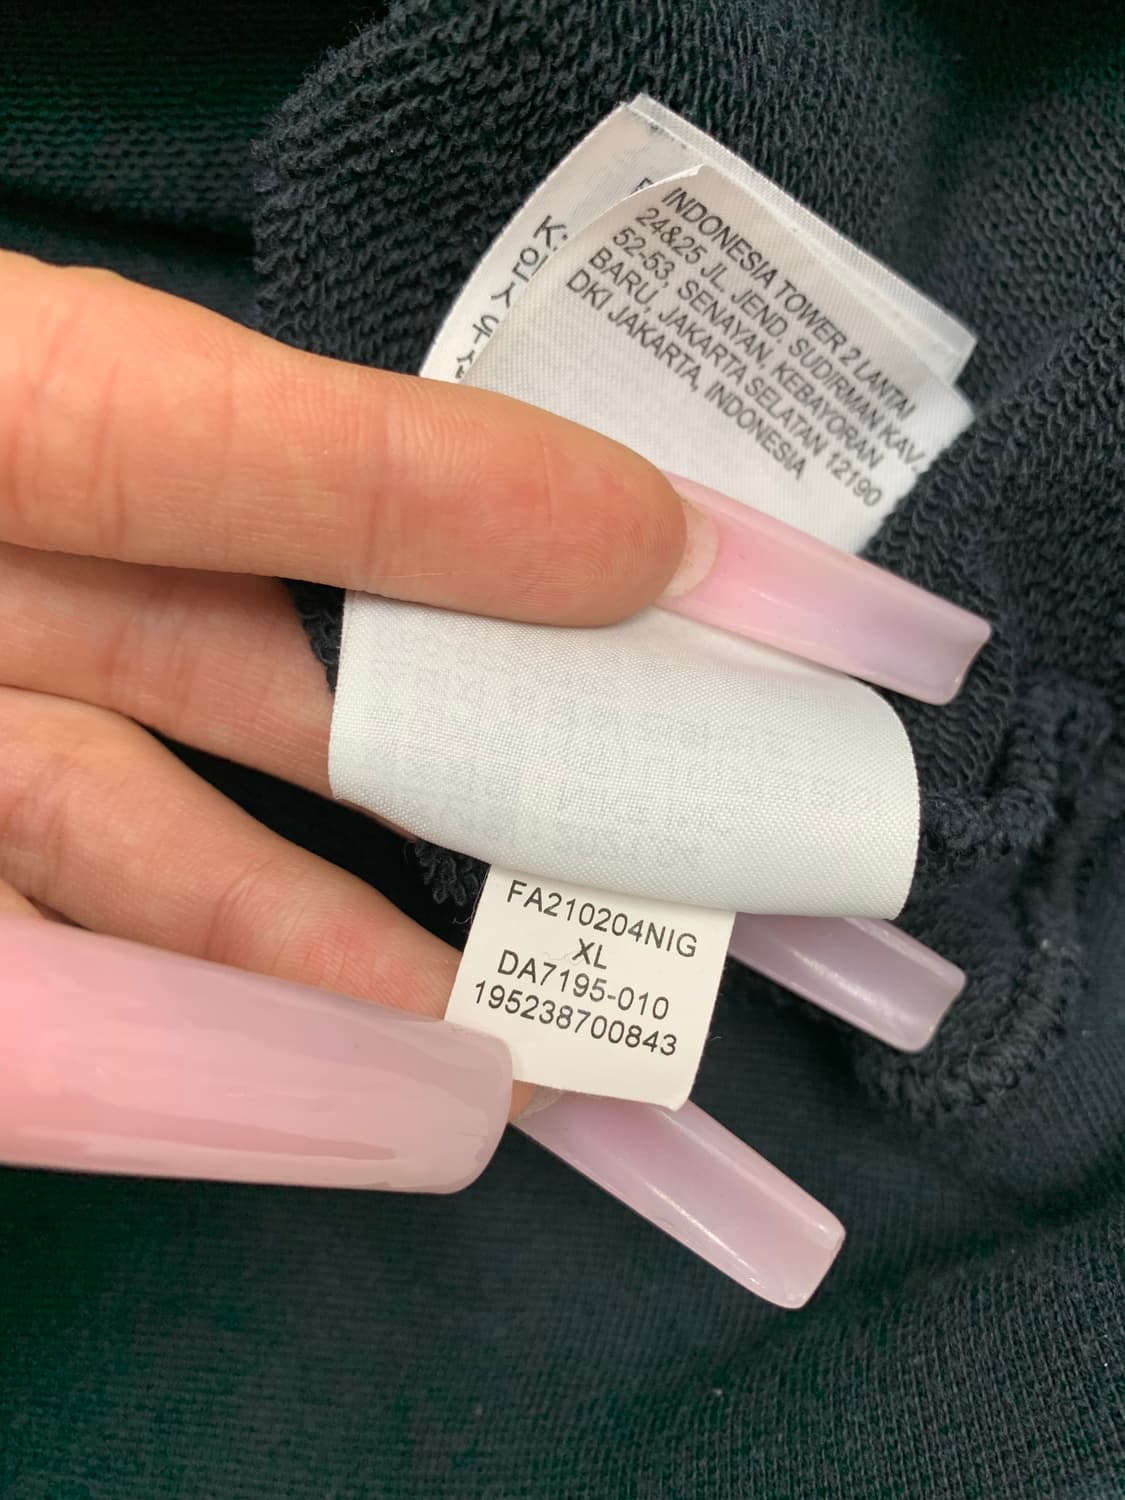 INDONESIA TOWER 2 LANTAI
24&25 JL. JEND. SUDIRMAN KAV.
52-53, SENAYAN, KEBAYORAN
BARU, JAKARTA SELATAN 12190
DKI JAKARTA, INDONESIA
FA210204NIG
XL
DA7195-010
195238700843